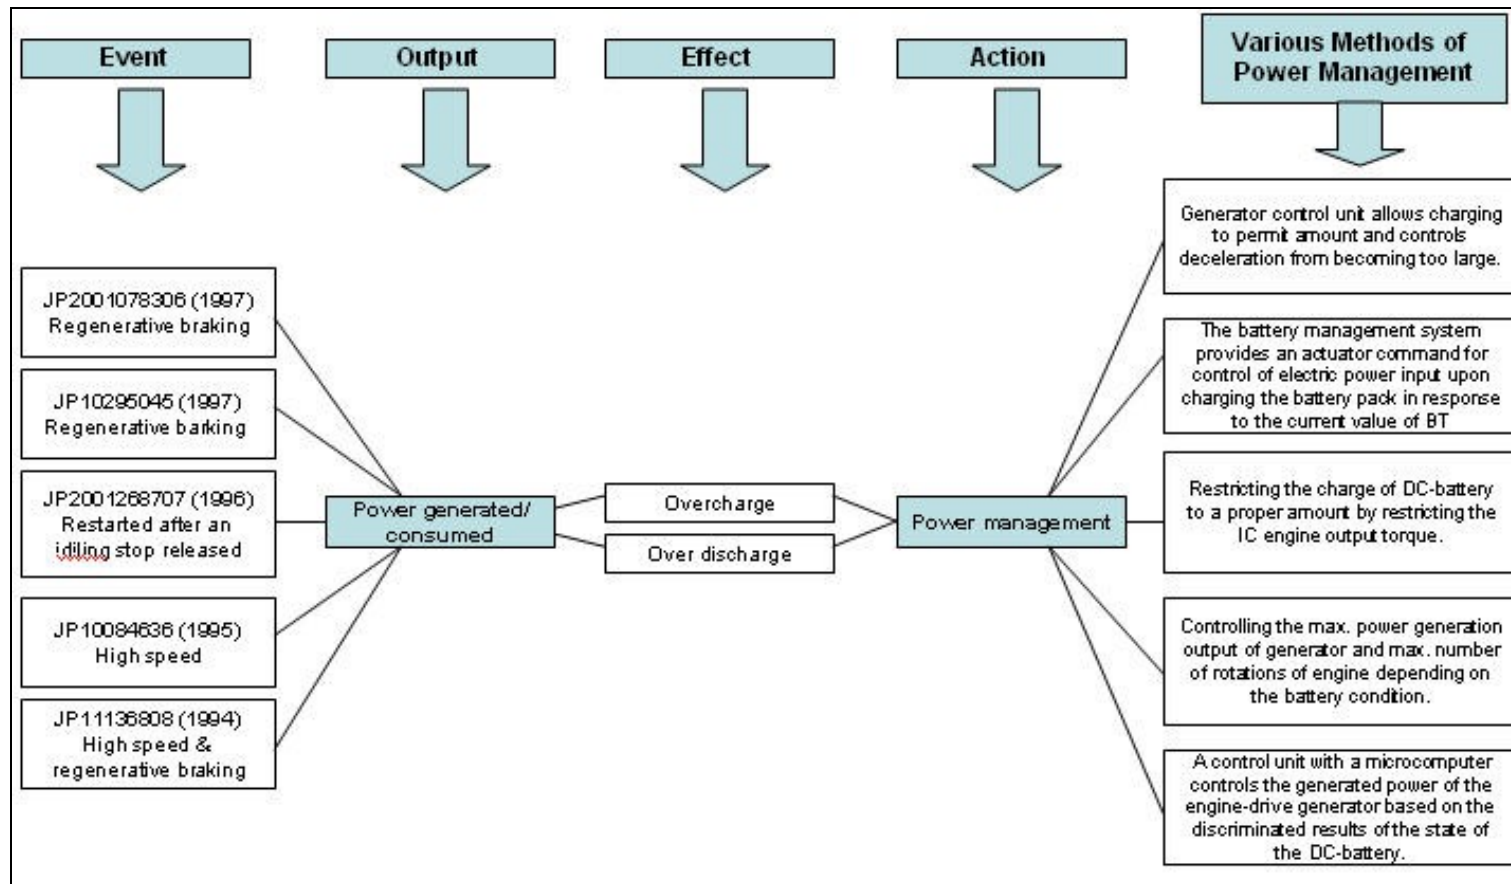 Event
Output
Effect
Action
Various Methods of
Power Management
JP2001078306 (1997)
Regenerative braking
JP10295045 (1997)
Regenerative barking
JP2001268707 (1996)
Restarted after an
idiling stop released
JP10084636 (1995)
High speed
JP11136808 (1994)
High speed &
regenerative braking
Power generated/
consumed
Overcharge
Over discharge
Power management
Generator control unit allows charging
to permit amount and controls
deceleration from becoming too large.
The battery management system
provides an actuator command for
control of electric power input upon
charging the battery pack in response
to the current value of BT
Restricting the charge of DC-battery
to a proper amount by restricting the
IC engine output torque.
Controlling the max. power generation
output of generator and max. number
of rotations of engine depending on
the battery condition.
A control unit with a microcomputer
controls the generated power of the
engine-drive generator based on the
discriminated results of the state of
the DC-battery.